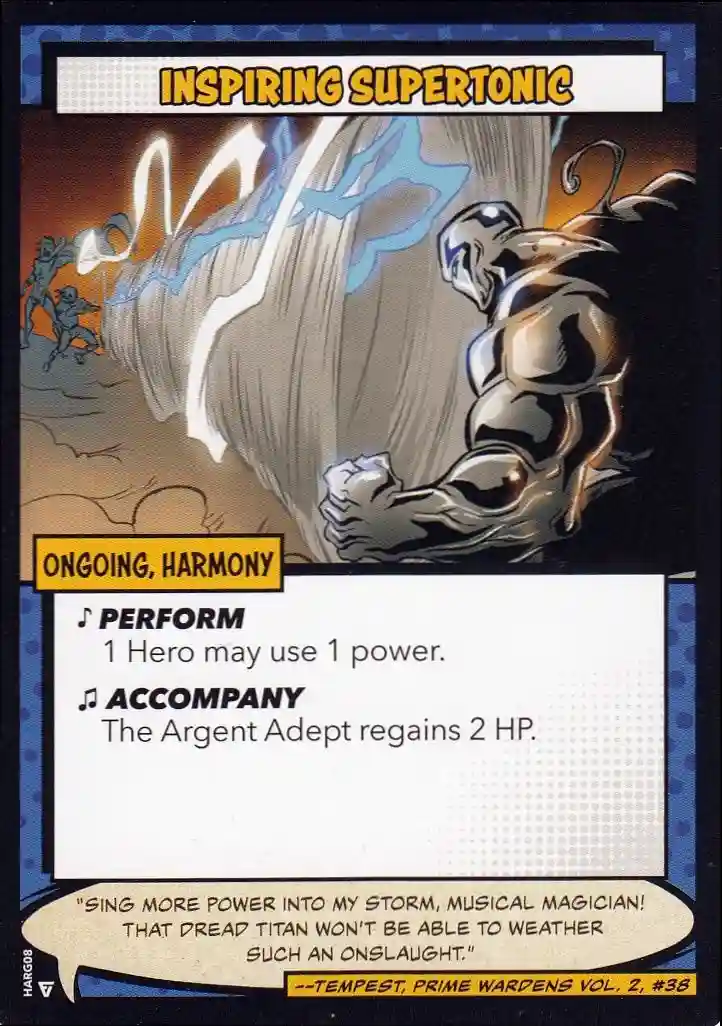 INSPIRING SUPERTONIC
ONGOING, HARMONY
♪ PERFORM
1 Hero may use 1 power.
♫ ACCOMPANY
The Argent Adept regains 2 HP.
"SING MORE POWER INTO MY STORM, MUSICAL MAGICIAN!
THAT DREAD TITAN WON'T BE ABLE TO WEATHER
SUCH AN ONSLAUGHT."
--TEMPEST, PRIME WARDENS VOL. 2, #38
HARG08